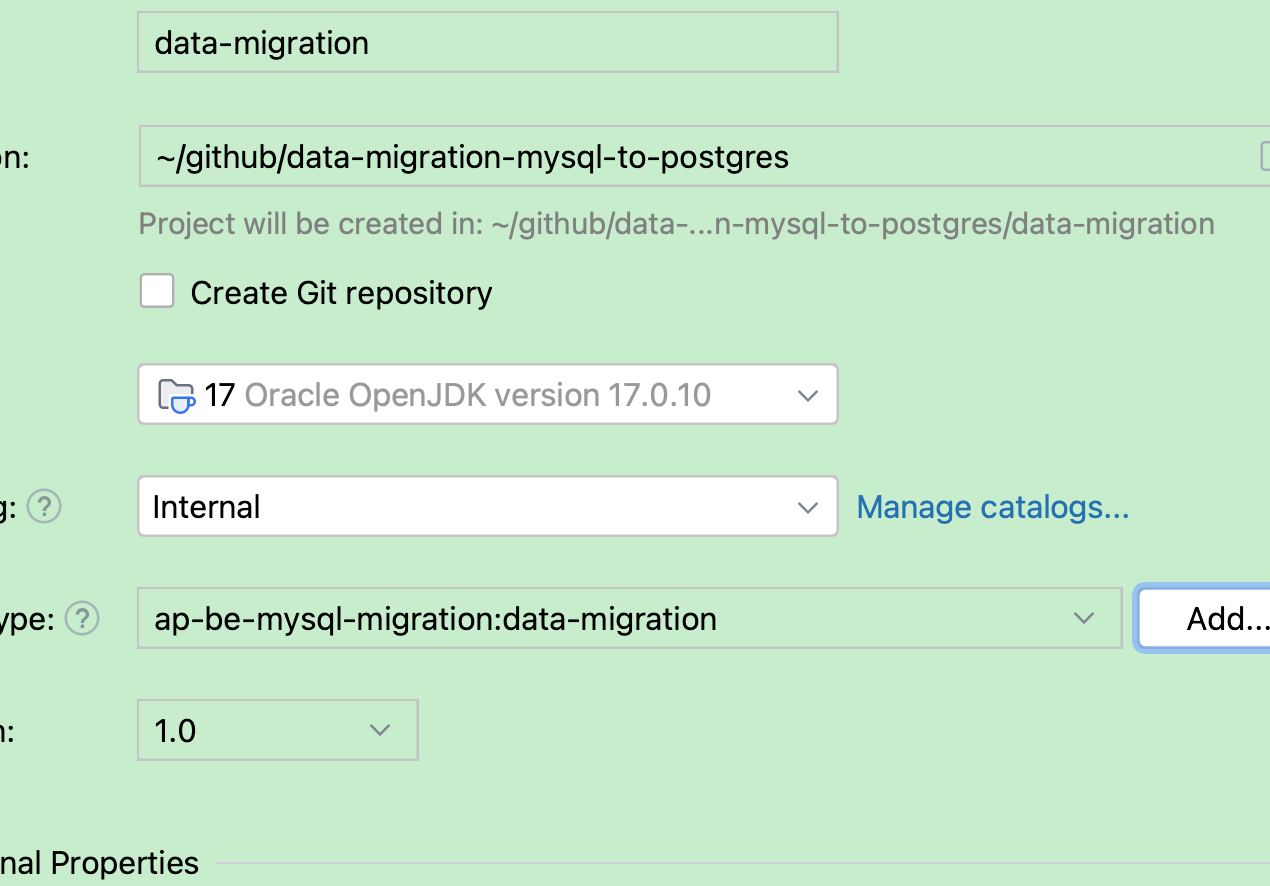 data-migration
on:
~/github/data-migration-mysql-to-postgres
Project will be created in: ~/github/data-...n-mysql-to-postgres/data-migration
Create Git repository
17 Oracle OpenJDK version 17.0.10
g: ? Internal Manage catalogs...
ype: ? ap-be-mysql-migration:data-migration Add...
n: 1.0
nal Properties